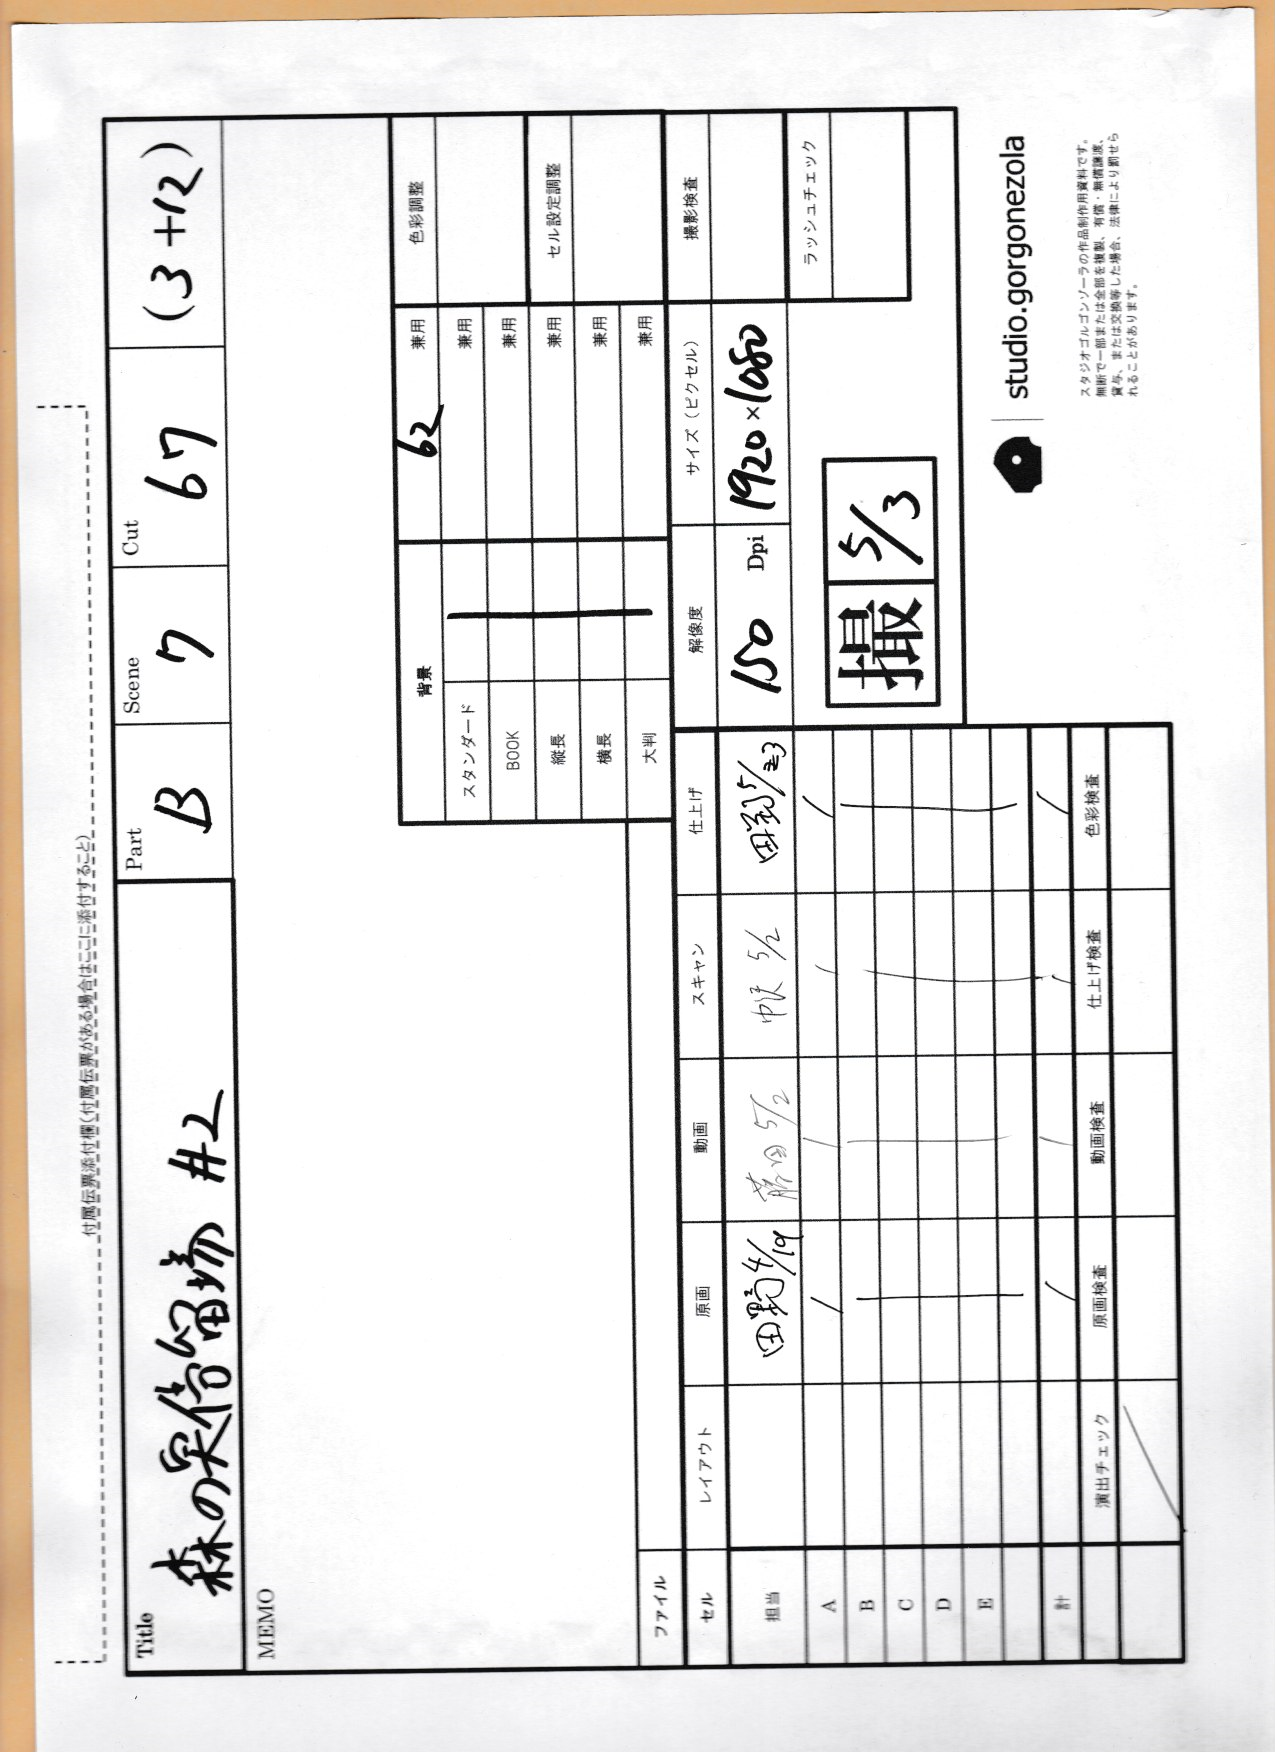 付属伝票添付欄(付属伝票がある場合はここに添付すること)
Title
森の実倍留場 #2
Part
B
Scene
7
Cut
67
(3+12)
MEMO
背景
62 兼用
色彩調整
スタンダード
兼用
BOOK
兼用
縦長
兼用
セル設定調整
横長
兼用
大判
兼用
ファイル
セル
レイアウト
原画
動画
スキャン
仕上げ
解像度
サイズ(ピクセル)
撮影検査
担当
田野 4/19
藤田 5/2
5/2
田野 5/3
150 Dpi
1920×1080
A
/
/
/
/
ラッシュチェック
B
C
D
E
撮 5/3
計
/
/
/
/
演出チェック
原画検査
動画検査
仕上げ検査
色彩検査
studio.gorgonezola
スタジオゴルゴンゾーラの作品制作用資料です。
無断で一部または全部を複製、有償・無償譲渡、
貸与、または交換等した場合、法律により罰せら
れることがあります。